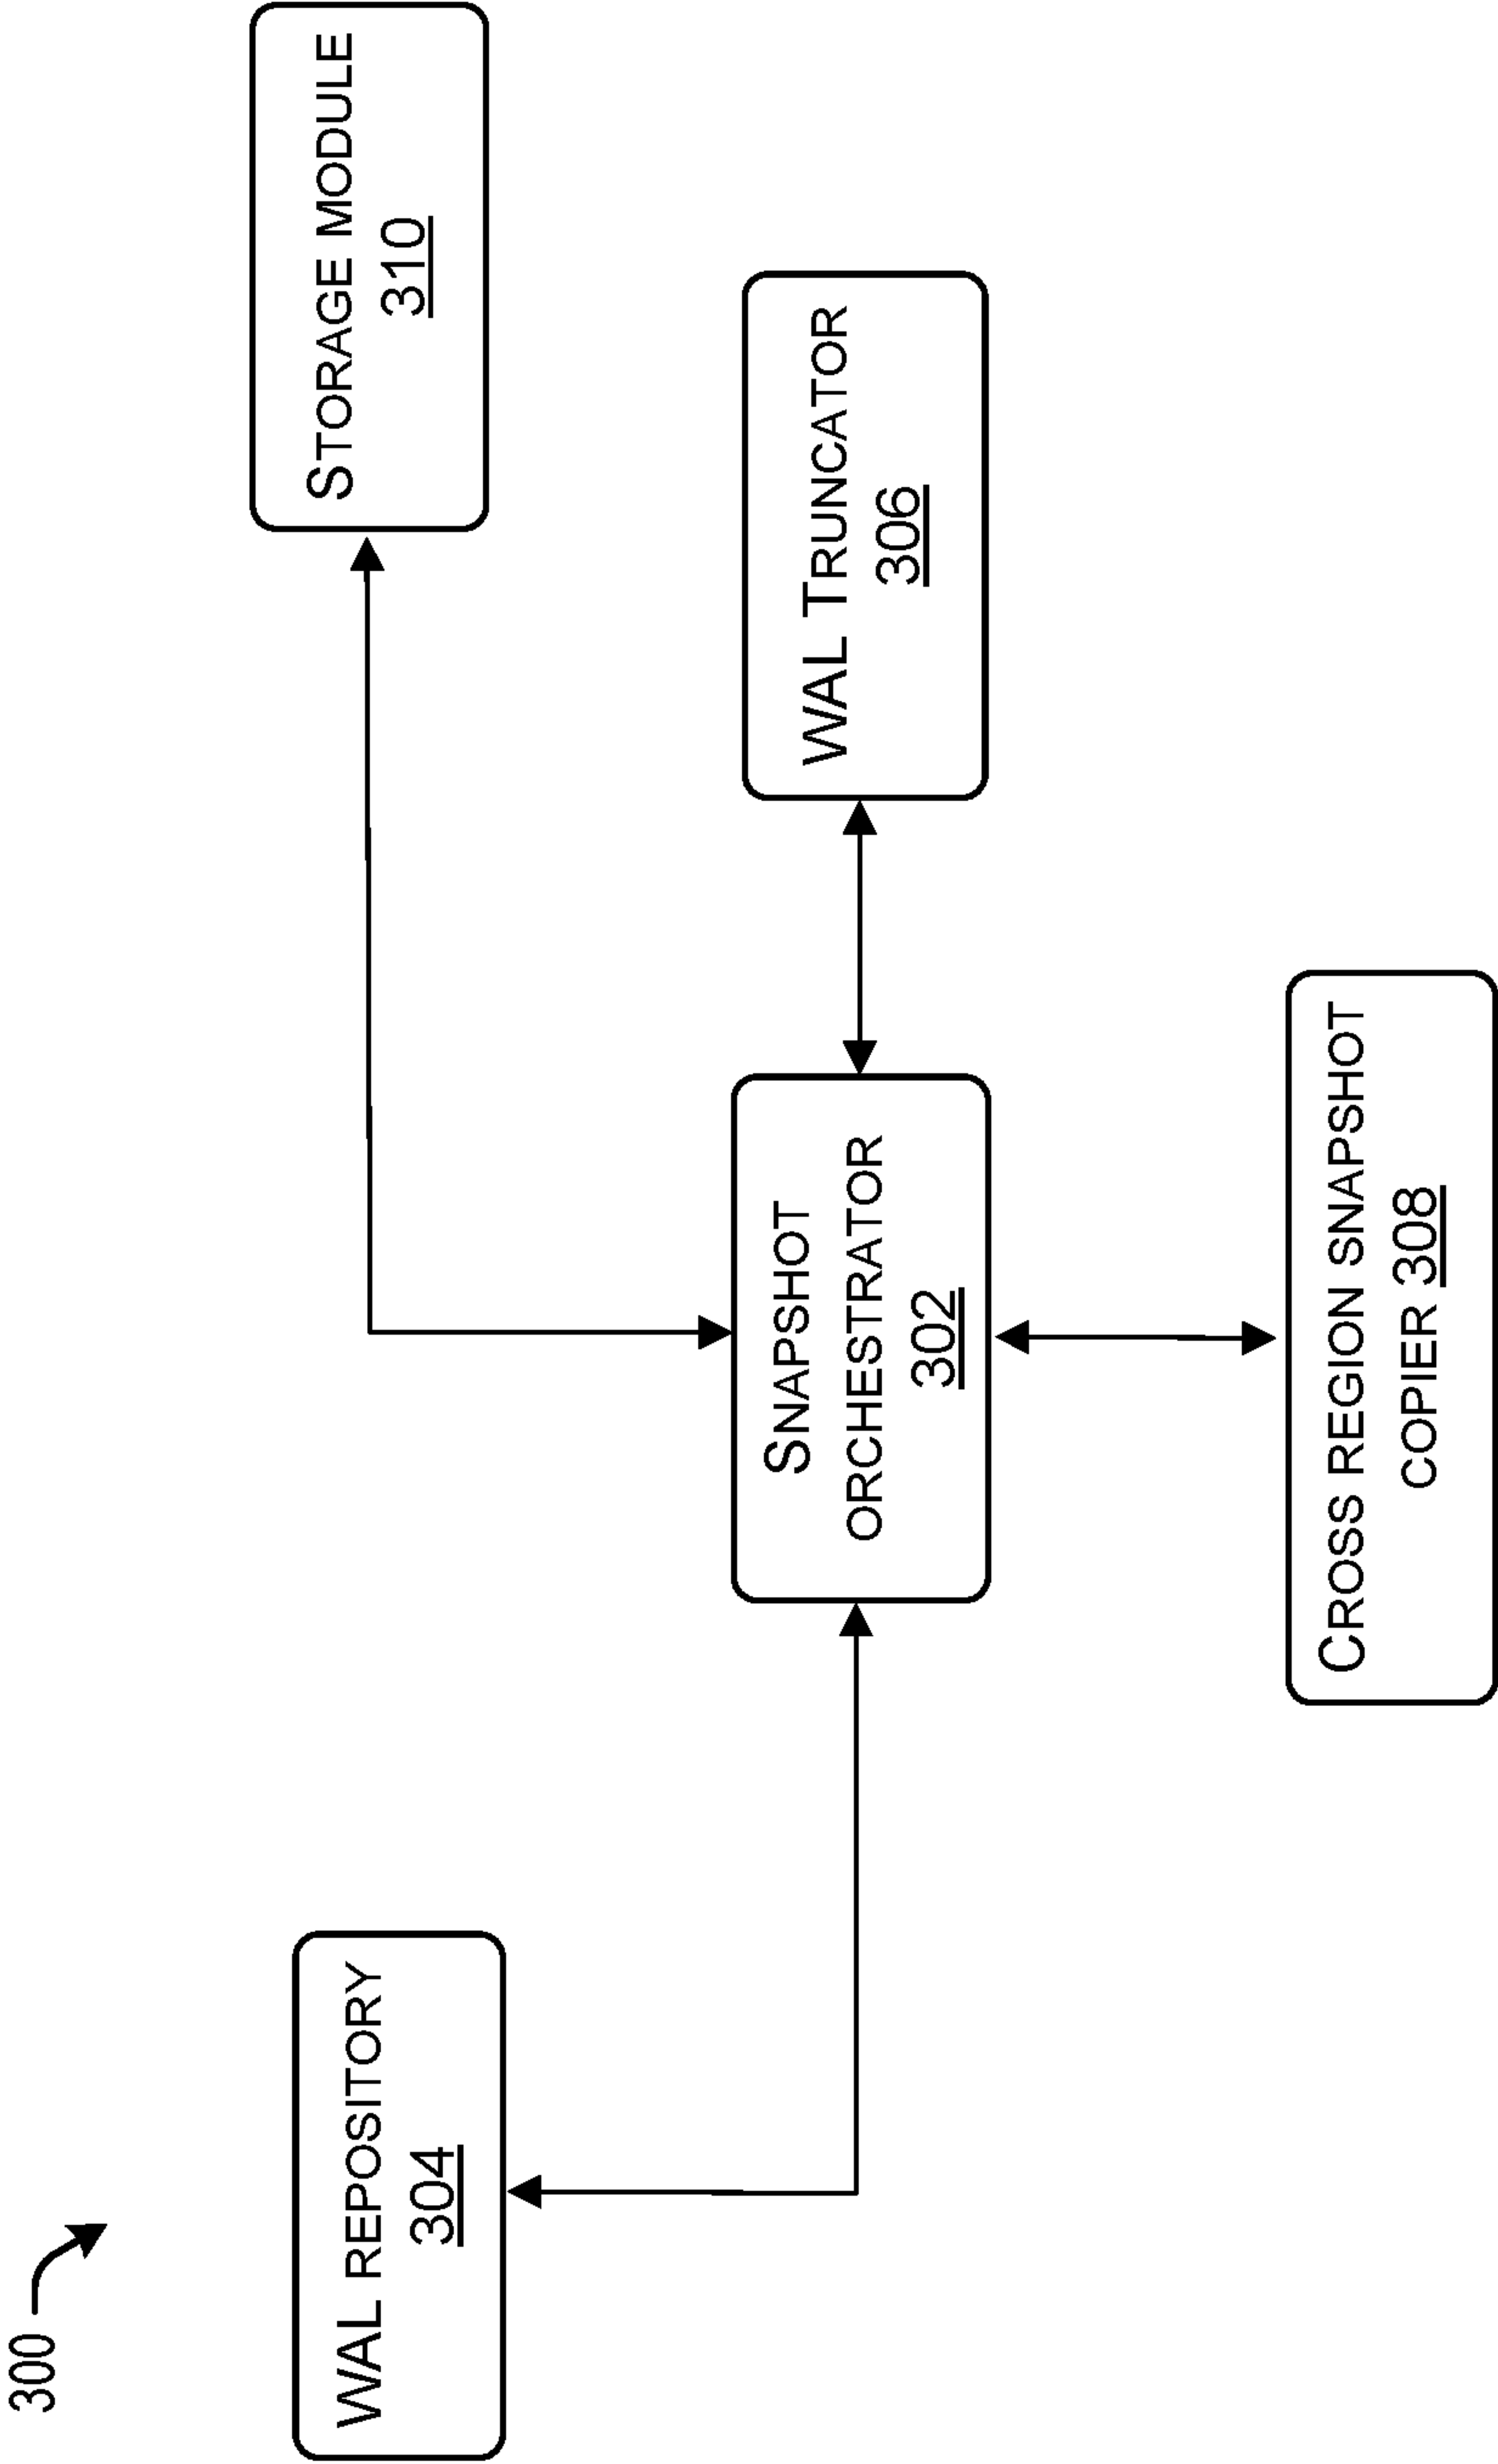 300
STORAGE MODULE
310
WAL REPOSITORY
304
SNAPSHOT
ORCHESTRATOR
302
WAL TRUNCATOR
306
CROSS REGION SNAPSHOT
COPIER 308